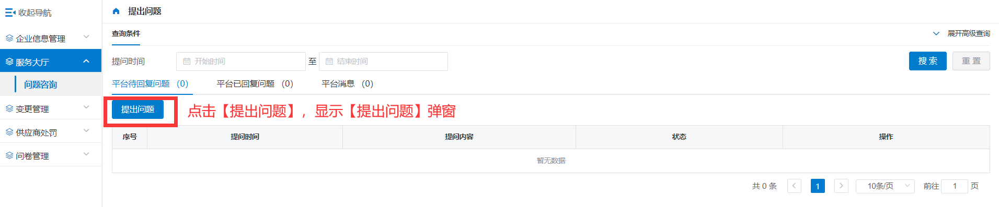 收起导航
企业信息管理
服务大厅
问题咨询
变更管理
供应商处罚
问卷管理
提出问题
查询条件
展开高级查询
提问时间 开始时间 至 结束时间 搜索 重置
平台待回复问题 (0) 平台已回复问题 (0) 平台消息 (0)
提出问题 点击【提出问题】,显示【提出问题】弹窗
序号 提问时间 提问内容 状态 操作
暂无数据
共 0 条 1 10条/页 前往 1 页